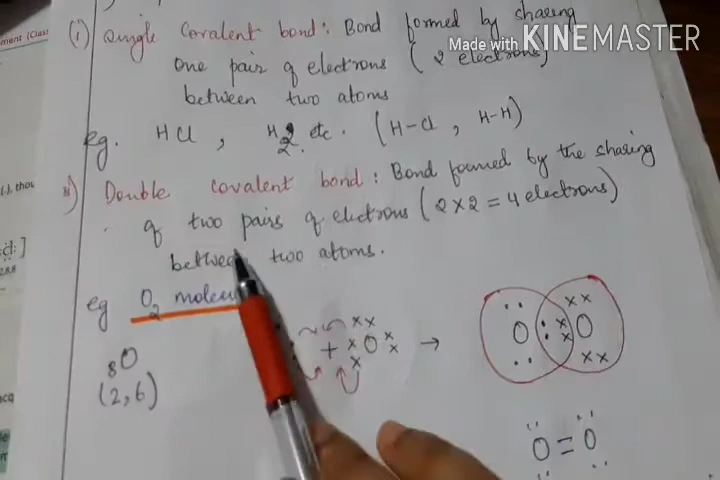 (i) Single Covalent bond: Bond formed by sharing
Made with KINEMASTER
one pair of electrons (2 electrons)
between two atoms
eg. HCl, H2 etc. (H-Cl, H-H)
ii) Double Covalent bond: Bond formed by the sharing
of two pairs of electrons (2 x 2 = 4 electrons)
between two atoms.
eg O2
8O
(2, 6)
+ O →
O O
O = O